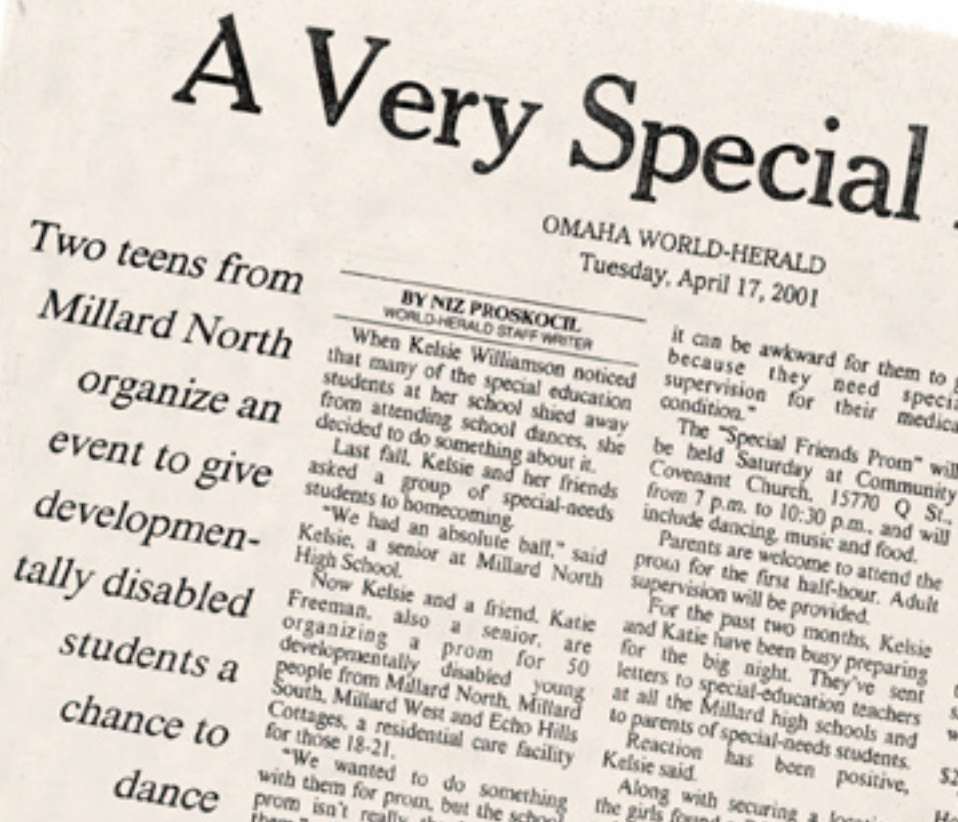 A Very Special
OMAHA WORLD-HERALD
Tuesday, April 17, 2001
Two teens from
Millard North
organize an
event to give
developmen-
tally disabled
students a
chance to
dance
BY NIZ PROSKOCIL
WORLD-HERALD STAFF WRITER
When Kelsie Williamson noticed
that many of the special education
students at her school shied away
from attending school dances, she
decided to do something about it.
Last fall, Kelsie and her friends
asked a group of special-needs
students to homecoming.
"We had an absolute ball," said
Kelsie, a senior at Millard North
High School.
Now Kelsie and a friend, Katie
Freeman, also a senior, are
organizing a prom for 50
developmentally disabled young
people from Millard North, Millard
South, Millard West and Echo Hills
Cottages, a residential care facility
for those 18-21.
"We wanted to do something
with them for prom, but the school
prom isn't really
it can be awkward for them to
because they need
supervision for their
condition."
The "Special Friends Prom" will
be held Saturday at Community
Covenant Church, 15770 Q St.,
from 7 p.m. to 10:30 p.m., and will
include dancing, music and food.
Parents are welcome to attend the
prom for the first half-hour. Adult
supervision will be provided.
For the past two months, Kelsie
and Katie have been busy preparing
for the big night. They've sent
letters to special-education teachers
at all the Millard high schools and
to parents of special-needs students.
Reaction has been positive,
Kelsie said.
Along with securing a
the girls found